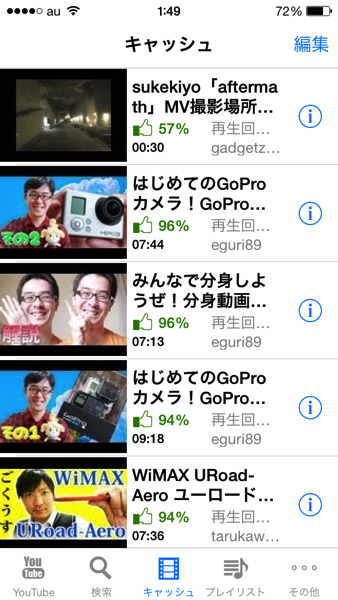 au 1:49 72%
キャッシュ 編集
sukekiyo「afterma
th」MV撮影場所…
57% 再生回…
00:30 gadgetz…
その2
HERO3
はじめてのGoPro
カメラ！GoPro…
96% 再生回…
07:44 eguri89
解説
みんなで分身しよ
うぜ！分身動画…
96% 再生回…
07:13 eguri89
その1
GoPro
はじめてのGoPro
カメラ！GoPro…
94% 再生回…
09:18 eguri89
ごくうす
WiMAX
URoad-Aero
WiMAX URoad-
Aero ユーロード…
94% 再生回…
07:36 tarukaw…
You
Tube
YouTube 検索 キャッシュ プレイリスト その他